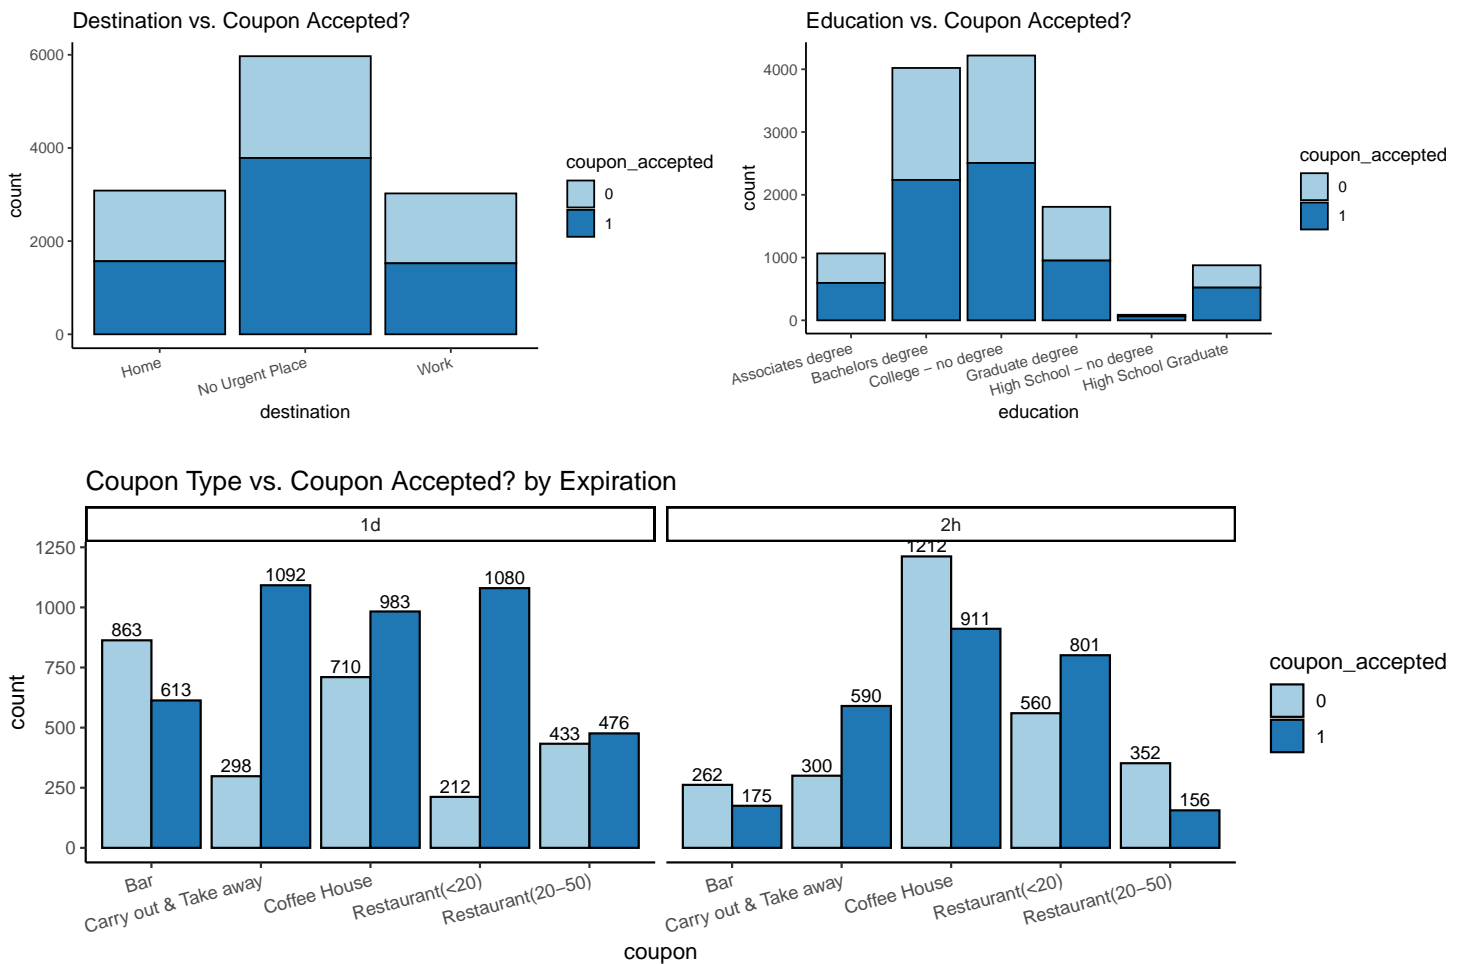 Destination vs. Coupon Accepted?
6000
4000
2000
0
count
Home
No Urgent Place
Work
destination
coupon_accepted
0
1
Education vs. Coupon Accepted?
4000
3000
2000
1000
0
count
Associates degree
Bachelors degree
College – no degree
Graduate degree
High School – no degree
High School Graduate
education
coupon_accepted
0
1
Coupon Type vs. Coupon Accepted? by Expiration
1d
2h
1250
1000
750
500
250
0
count
863
613
298
1092
710
983
212
1080
433
476
262
175
300
590
1212
911
560
801
352
156
Bar
Carry out & Take away
Coffee House
Restaurant(<20)
Restaurant(20–50)
Bar
Carry out & Take away
Coffee House
Restaurant(<20)
Restaurant(20–50)
coupon
coupon_accepted
0
1